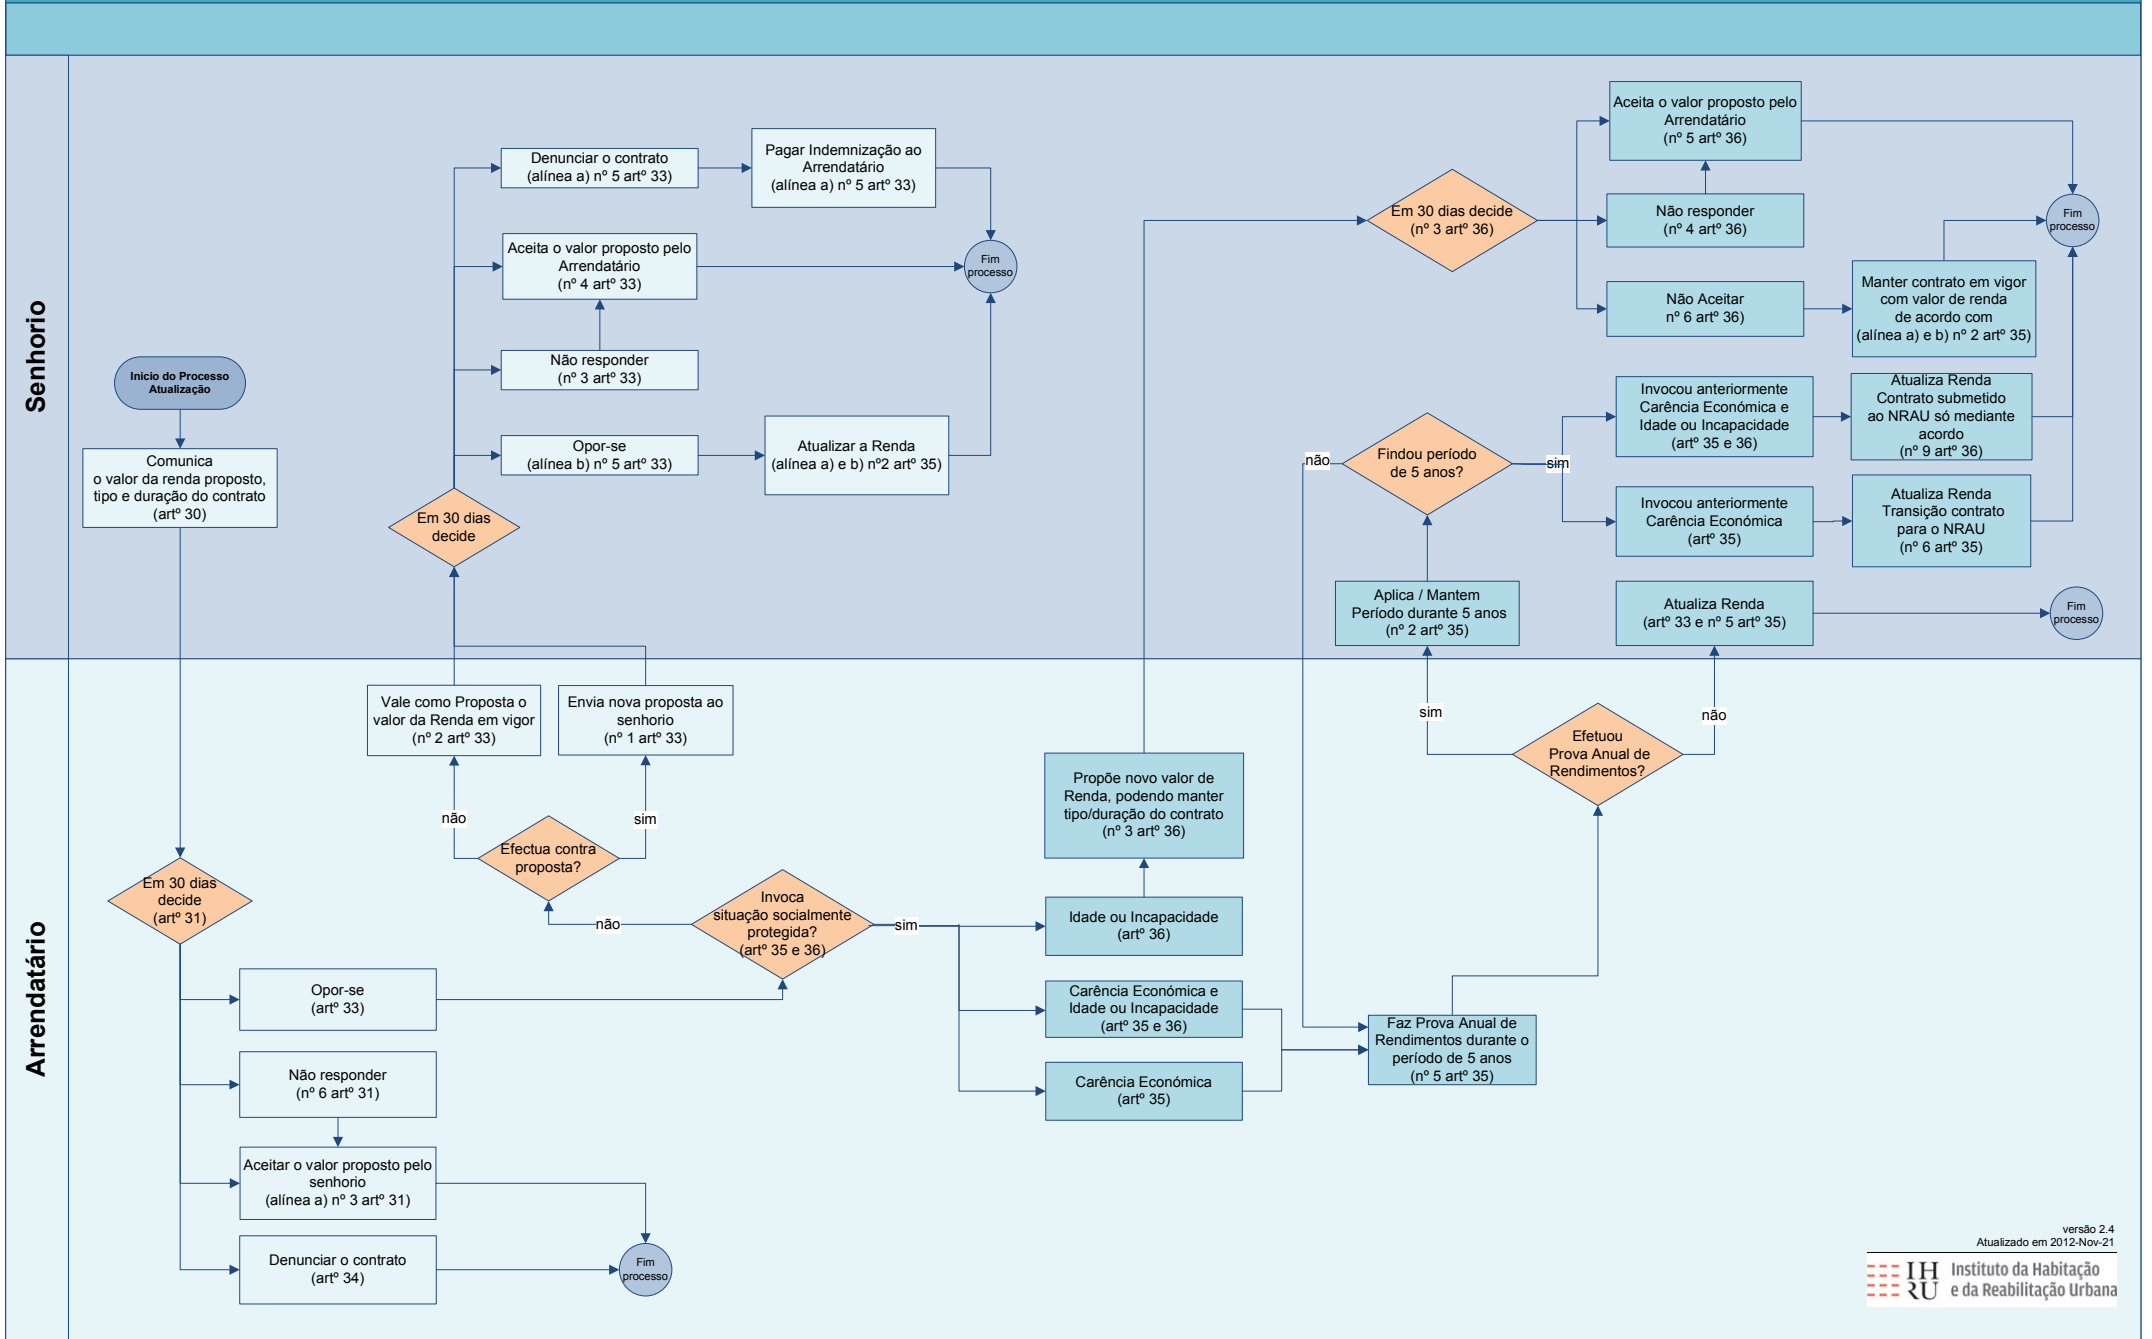 Senhorio
Inicio do Processo
Atualização
Comunica
o valor da renda proposto,
tipo e duração do contrato
(artº 30)
Denunciar o contrato
(alínea a) nº 5 artº 33)
Pagar Indemnização ao
Arrendatário
(alínea a) nº 5 artº 33)
Aceita o valor proposto pelo
Arrendatário
(nº 4 artº 33)
Fim
processo
Não responder
(nº 3 artº 33)
Opor-se
(alínea b) nº 5 artº 33)
Atualizar a Renda
(alínea a) e b) nº2 artº 35)
Em 30 dias
decide
Em 30 dias decide
(nº 3 artº 36)
Aceita o valor proposto pelo
Arrendatário
(nº 5 artº 36)
Não responder
(nº 4 artº 36)
Fim
processo
Não Aceitar
nº 6 artº 36)
Manter contrato em vigor
com valor de renda
de acordo com
(alínea a) e b) nº 2 artº 35)
Findou período
de 5 anos?
não
sim
Invocou anteriormente
Carência Económica e
Idade ou Incapacidade
(artº 35 e 36)
Atualiza Renda
Contrato submetido
ao NRAU só mediante
acordo
(nº 9 artº 36)
Invocou anteriormente
Carência Económica
(artº 35)
Atualiza Renda
Transição contrato
para o NRAU
(nº 6 artº 35)
Aplica / Mantem
Período durante 5 anos
(nº 2 artº 35)
Atualiza Renda
(artº 33 e nº 5 artº 35)
Fim
processo
Arrendatário
Vale como Proposta o
valor da Renda em vigor
(nº 2 artº 33)
Envia nova proposta ao
senhorio
(nº 1 artº 33)
não
sim
Efectua contra
proposta?
Em 30 dias
decide
(artº 31)
Invoca
situação socialmente
protegida?
(artº 35 e 36)
não
sim
Opor-se
(artº 33)
Não responder
(nº 6 artº 31)
Aceitar o valor proposto pelo
senhorio
(alínea a) nº 3 artº 31)
Denunciar o contrato
(artº 34)
Fim
processo
Propõe novo valor de
Renda, podendo manter
tipo/duração do contrato
(nº 3 artº 36)
Idade ou Incapacidade
(artº 36)
Carência Económica e
Idade ou Incapacidade
(artº 35 e 36)
Carência Económica
(artº 35)
sim
não
Efetuou
Prova Anual de
Rendimentos?
Faz Prova Anual de
Rendimentos durante o
período de 5 anos
(nº 5 artº 35)
versão 2.4
Atualizado em 2012-Nov-21
IH
RU
Instituto da Habitação
e da Reabilitação Urbana